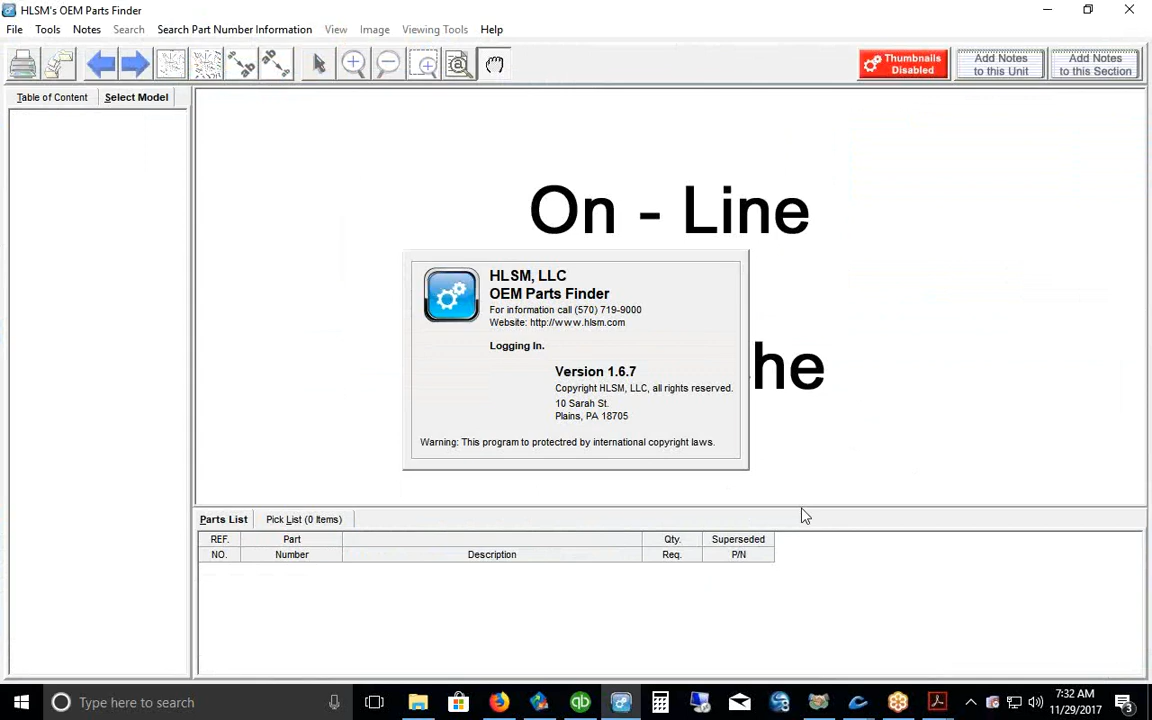 HLSM's OEM Parts Finder
File Tools Notes Search Search Part Number Information View Image Viewing Tools Help
Thumbnails
Disabled
Add Notes
to this Unit
Add Notes
to this Section
Table of Content Select Model
On - Line
he
HLSM, LLC
OEM Parts Finder
For information call (570) 719-9000
Website: http://www.hlsm.com
Logging In.
Version 1.6.7
Copyright HLSM, LLC, all rights reserved.
10 Sarah St.
Plains, PA 18705
Warning: This program to protectred by international copyright laws.
Parts List Pick List (0 Items)
REF. Part Qty. Superseded
NO. Number Description Req. P/N
Type here to search
7:32 AM
11/29/2017
3